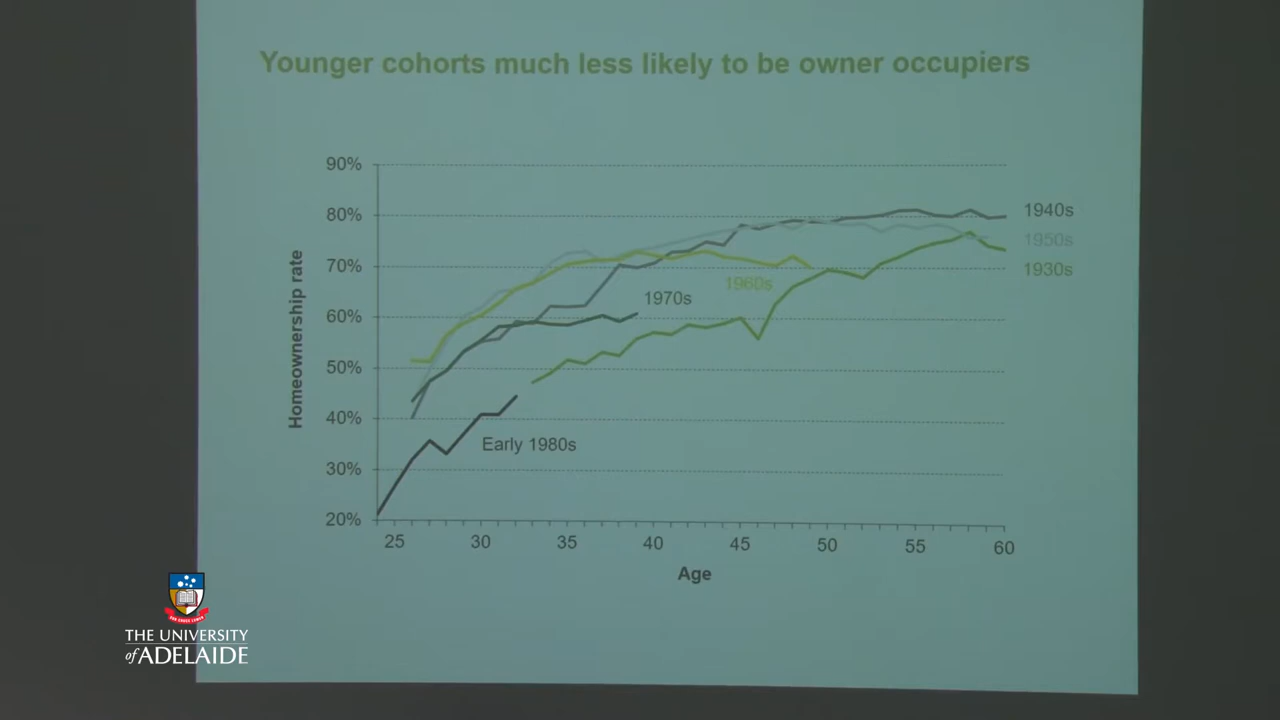 Younger cohorts much less likely to be owner occupiers
90%
80%
70%
60%
50%
40%
30%
20%
Homeownership rate
1940s
1950s
1930s
1960s
1970s
Early 1980s
25 30 35 40 45 50 55 60
Age
THE UNIVERSITY
of ADELAIDE